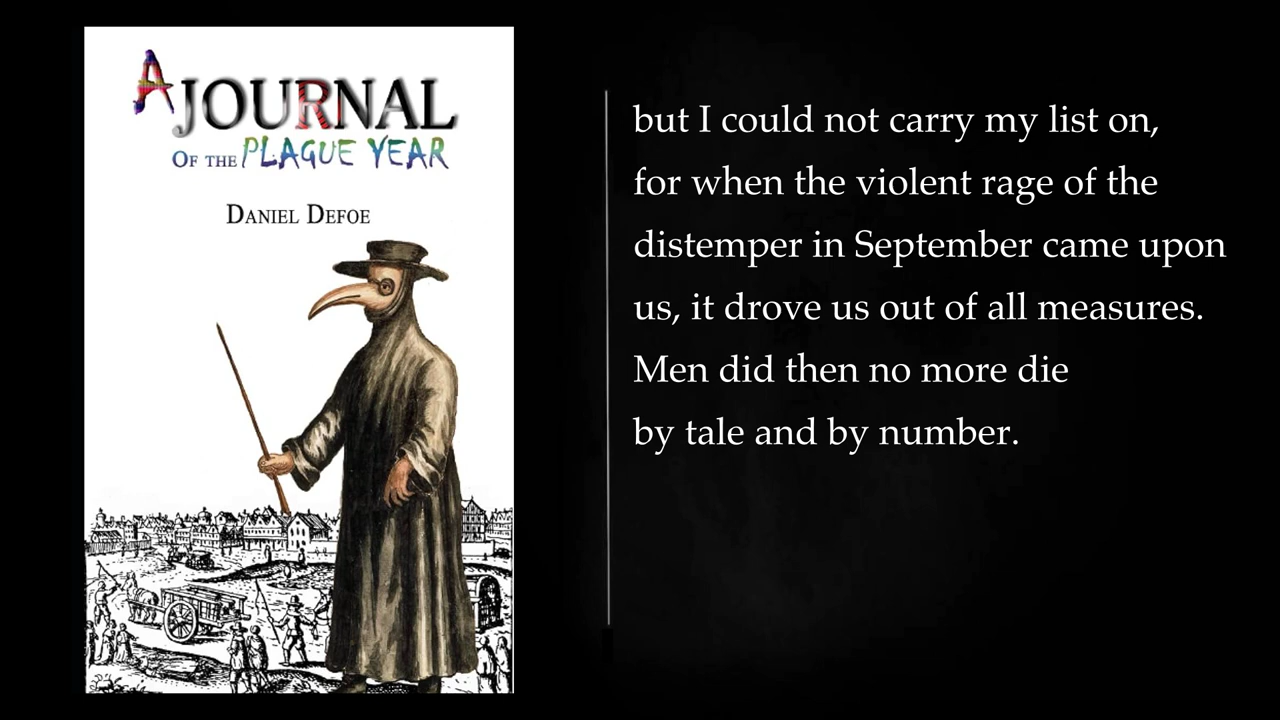 A JOURNAL
OF THE PLAGUE YEAR
DANIEL DEFOE
but I could not carry my list on,
for when the violent rage of the
distemper in September came upon
us, it drove us out of all measures.
Men did then no more die
by tale and by number.